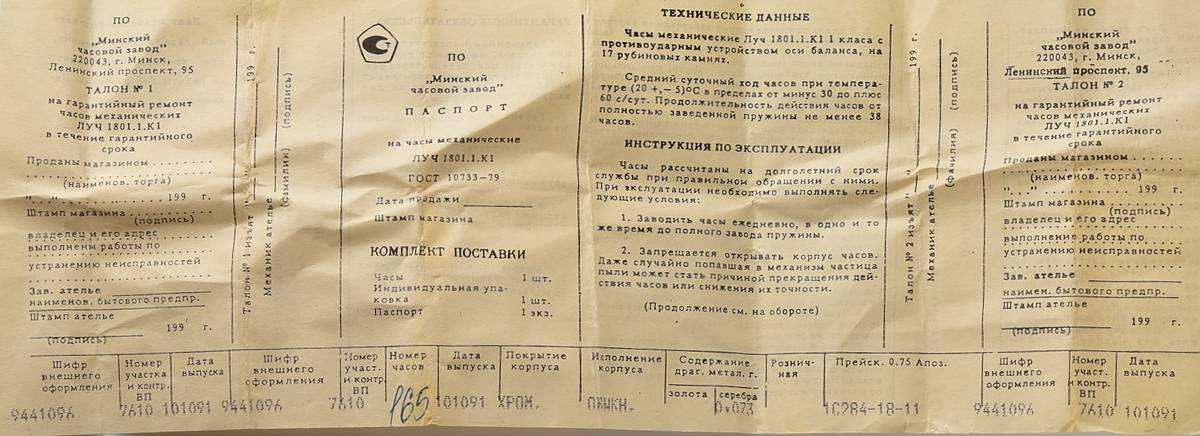 ПО
„Минский
часовой завод"
220043, г. Минск,
Ленинский проспект, 95
ТАЛОН № 1
на гарантийный ремонт
часов механических
ЛУЧ 1801.1.К1
в течение гарантийного
срока
Проданы магазином
(наименов. торга)
"...." 199 г.
Штамп магазина
(подпись)
владелец и его адрес
выполнены работы по
устранению неисправностей
Зав. ателье
наименов. бытового предпр.
Штамп ателье
199 г.
(подпись)
Талон № 1 изъят " " 199 г.
Механик ателье
(фамилия) (подпись)
ПО
„Минский
часовой завод"
ПАСПОРТ
на часы механические
ЛУЧ 1801.1.К1
ГОСТ 10733-79
Дата продажи
Штамп магазина
КОМПЛЕКТ ПОСТАВКИ
Часы 1 шт.
Индивидуальная упа-
ковка 1 шт.
Паспорт 1 экз.
ТЕХНИЧЕСКИЕ ДАННЫЕ
Часы механические Луч 1801.1.К1 1 класа с
противоударным устройством оси баланса, на
17 рубиновых камнях.
Средний суточный ход часов при темпера-
туре (20 +,– 5)°С в пределах от минус 30 до плюс
60 с/сут. Продолжительность действия часов от
полностью заведенной пружины не менее 38
часов.
ИНСТРУКЦИЯ ПО ЭКСПЛУАТАЦИИ
Часы рассчитаны на долголетний срок
службы при правильном обращении с ними.
При эксплуатации необходимо выполнять сле-
дующие условия:
1. Заводить часы ежедневно, в одно и то
же время до полного завода пружины.
2. Запрещается открывать корпус часов.
Даже случайно попавшая в механизм частица
пыли может стать причиной прекращения дей-
ствия часов или снижения их точности.
(Продолжение см. на обороте)
Талон № 2 изъят " " 199 г.
Механик ателье
(подпись)
ПО
„Минский
часовой завод"
220043, г. Минск,
Ленинский проспект, 95
ТАЛОН № 2
на гарантийный ремонт
часов механических
ЛУЧ 1801.1.К1
в течение гарантийного
срока
Проданы магазином
(наименов. торга)
"...." 199 г.
Штамп магазина
(подпись)
владелец и его адрес
выполнение работы по
устранению неисправностей
Зав. ателье
наимен. бытового предпр.
Штамп ателье
199 г.
(подпись)
Шифр внешнего оформления
9441096
Номер участка и контр. ВП
7610
Дата выпуска
101091
Шифр внешнего оформления
9441096
Номер участ. и контр. ВП
7610
Номер часов
165
Дата выпуска
101091
Покрытие корпуса
ХРОМ.
Исполнение корпуса
Содержание драг. метал. г.
золота серебра
0.073
Рознич-
ная
Прейск. 0.75 Апоз.
1С284-18-11
Шифр внешнего оформления
9441096
Номер участка и контр. ВП
7610
Дата выпуска
101091